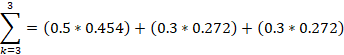 3
∑ = (0.5 * 0.454) + (0.3 * 0.272) + (0.3 * 0.272)
k=3